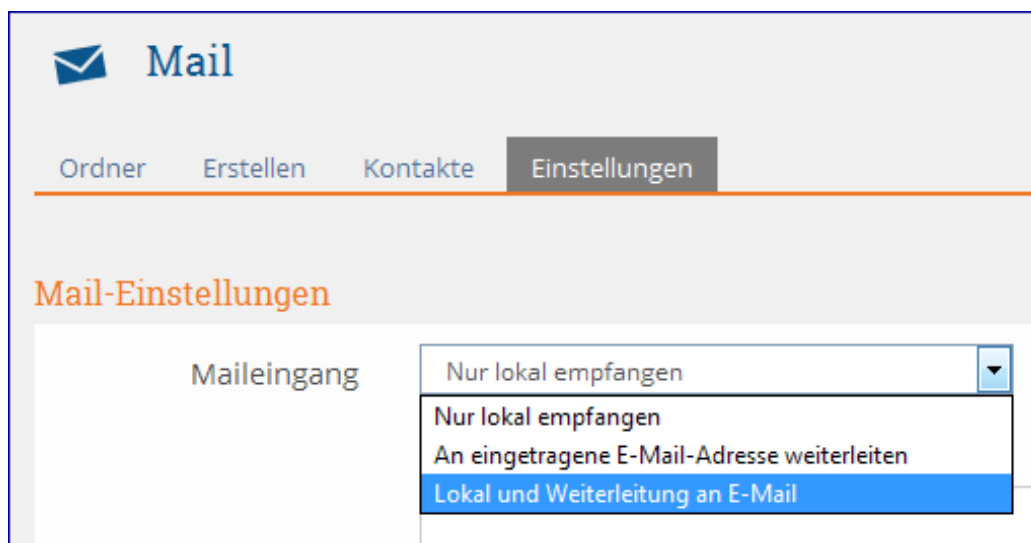 Mail
Ordner Erstellen Kontakte Einstellungen
Mail-Einstellungen
Maileingang Nur lokal empfangen
Nur lokal empfangen
An eingetragene E-Mail-Adresse weiterleiten
Lokal und Weiterleitung an E-Mail